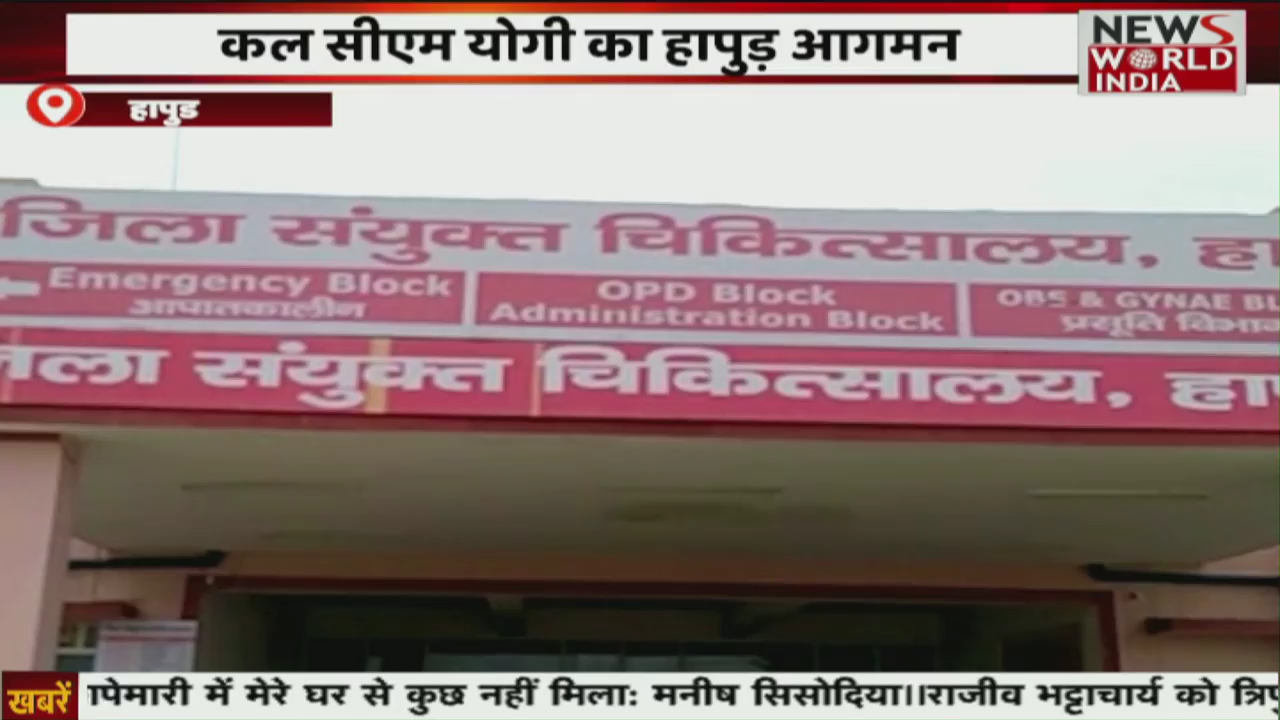 कल सीएम योगी का हापुड़ आगमन
NEWS
WORLD
INDIA
हापुड
जिला संयुक्त चिकित्सालय,
Emergency Block
आपातकालीन
OPD Block
Administration Block
OBS & GYNAE
प्रसूति विभाग
संयुक्त चिकित्सालय,
खबरें
में मेरे घर से कुछ नहीं मिला: मनीष सिसोदिया।।राजीव भट्टाचार्य को